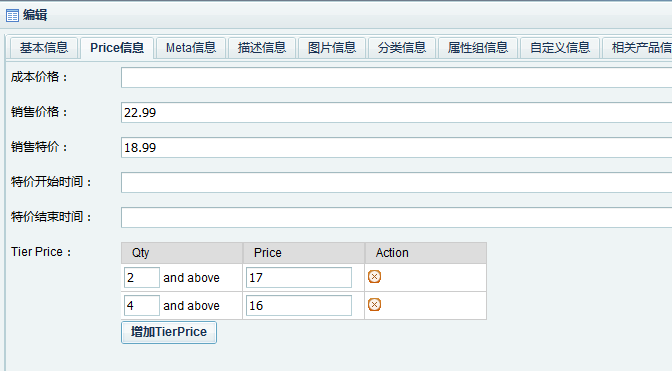 编辑
基本信息 Price信息 Meta信息 描述信息 图片信息 分类信息 属性组信息 自定义信息 相关产品信
成本价格：
销售价格： 22.99
销售特价： 18.99
特价开始时间：
特价结束时间：
Tier Price： Qty Price Action
2 and above 17
4 and above 16
增加TierPrice